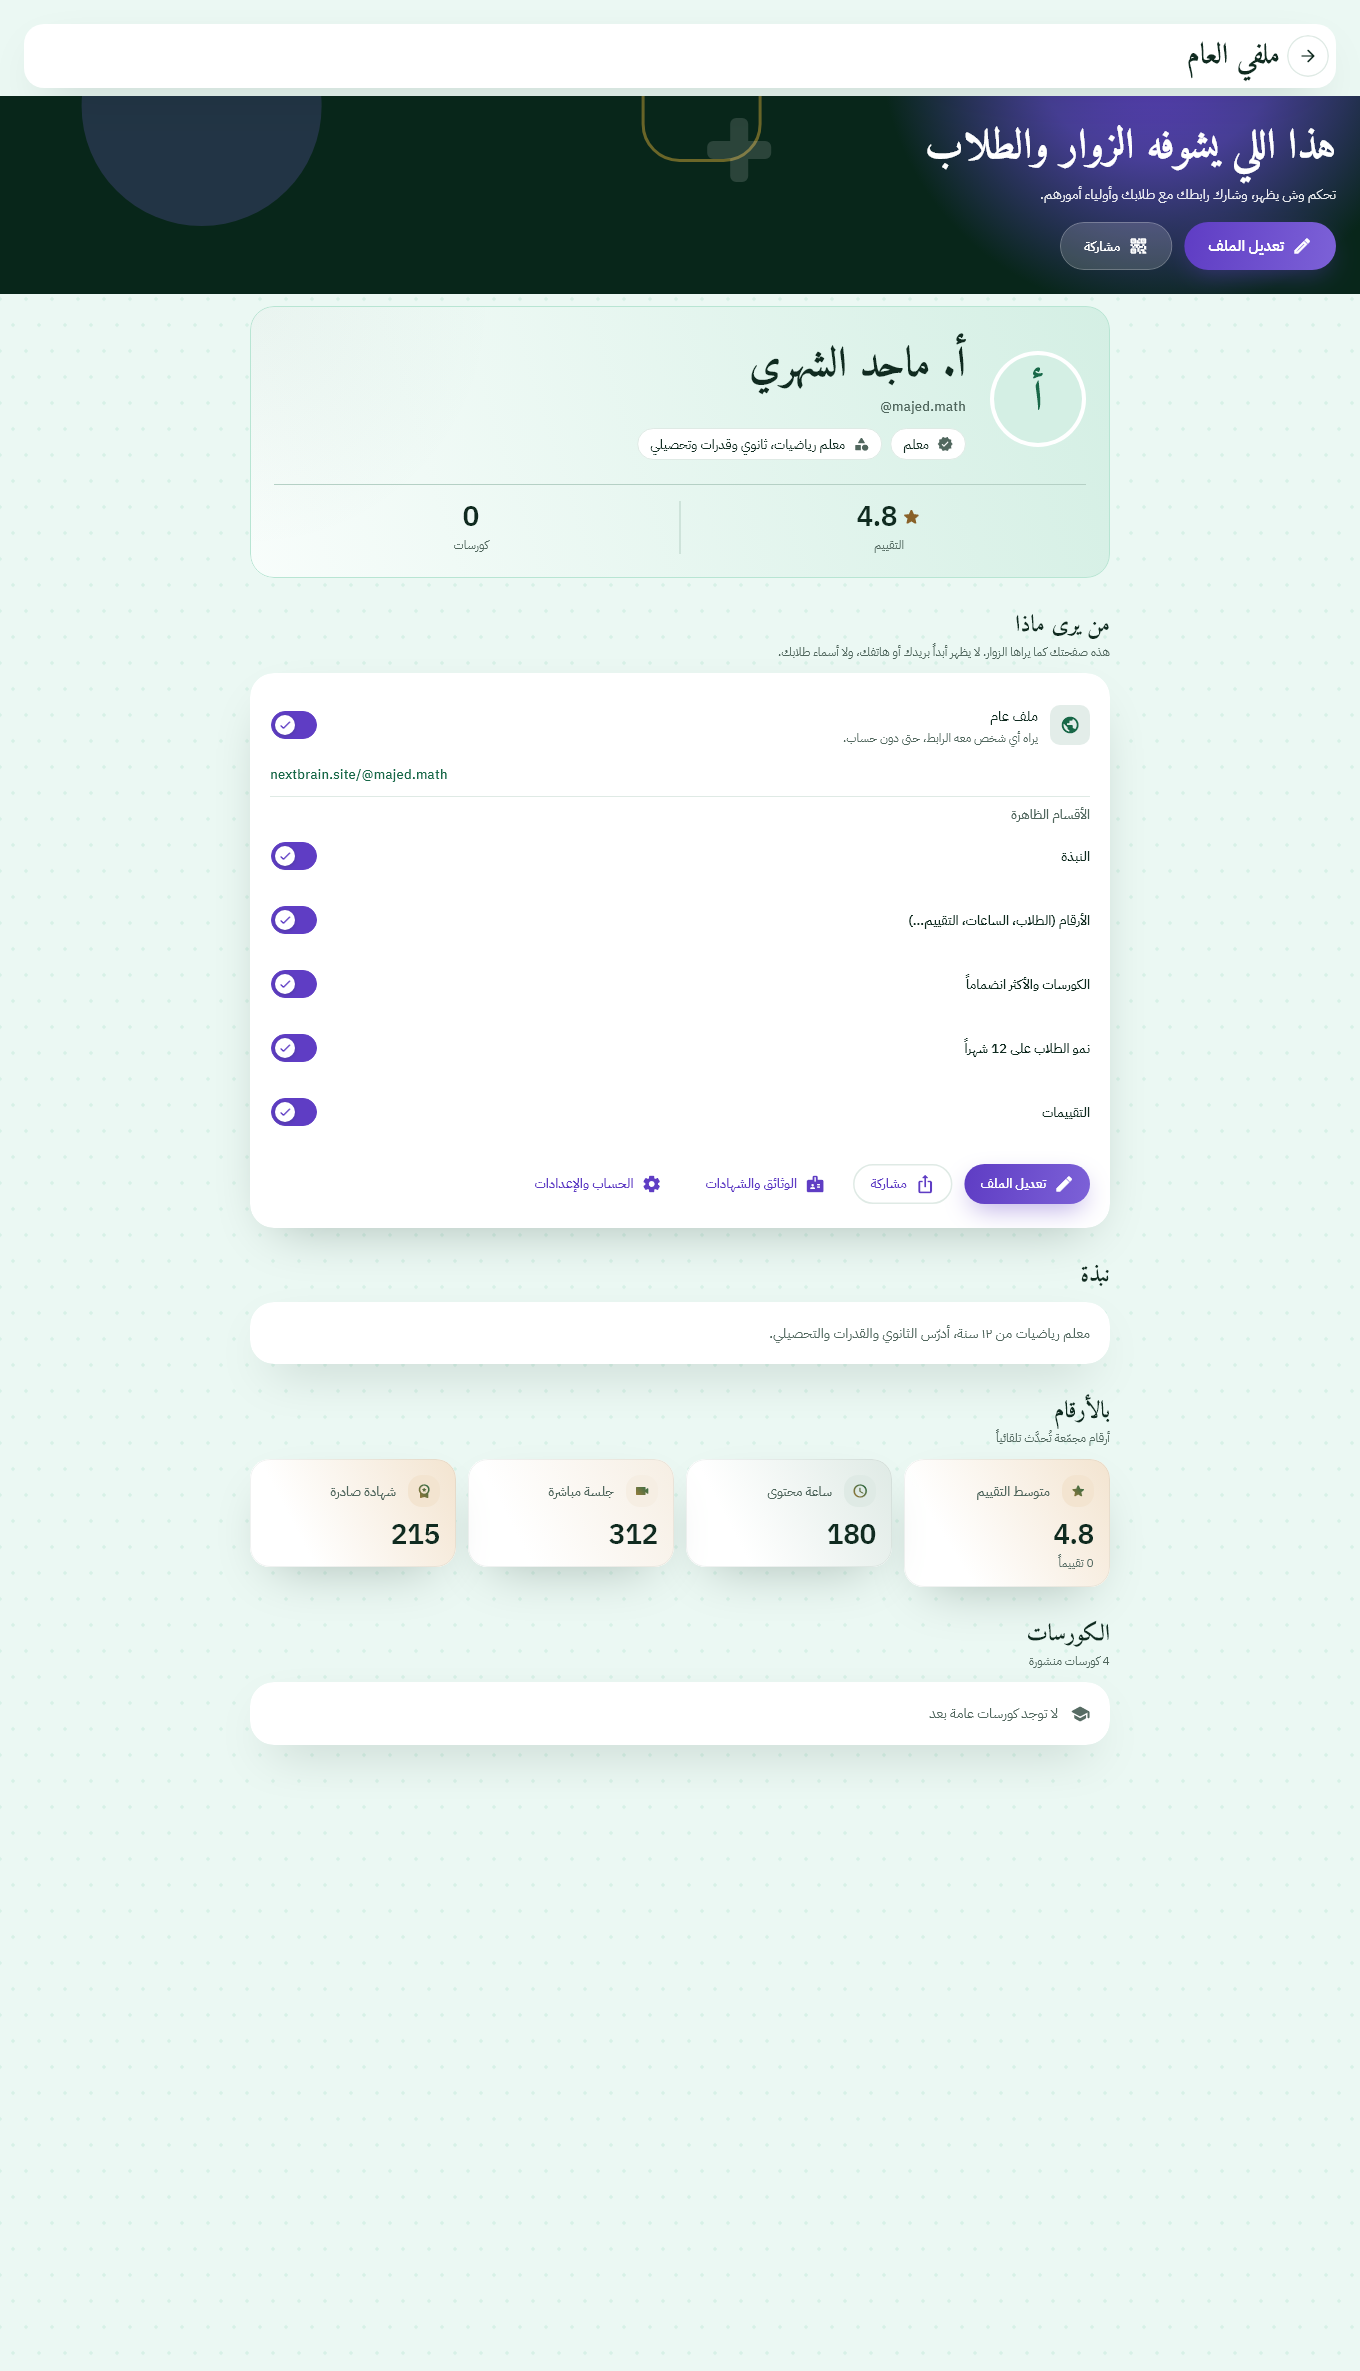 ملفي العام
هذا اللي يشوفه الزوار والطلاب
تحكم وش يظهر، وشارك رابطك مع طلابك وأولياء أمورهم.
تعديل الملف
مشاركة
أ
أ. ماجد الشهري
@majed.math
معلم
معلم رياضيات، ثانوي وقدرات وتحصيلي
4.8
التقييم
0
كورسات
من يرى ماذا
هذه صفحتك كما يراها الزوار. لا يظهر أبداً بريدك أو هاتفك، ولا أسماء طلابك.
ملف عام
يراه أي شخص معه الرابط، حتى دون حساب.
nextbrain.site/@majed.math
الأقسام الظاهرة
النبذة
الأرقام (الطلاب، الساعات، التقييم...)
الكورسات والأكثر انضماماً
نمو الطلاب على 12 شهراً
التقييمات
تعديل الملف
مشاركة
الوثائق والشهادات
الحساب والإعدادات
نبذة
معلم رياضيات من ١٢ سنة، أدرّس الثانوي والقدرات والتحصيلي.
بالأرقام
أرقام مجمّعة تُحدَّث تلقائياً
متوسط التقييم
4.8
0 تقييماً
ساعة محتوى
180
جلسة مباشرة
312
شهادة صادرة
215
الكورسات
4 كورسات منشورة
لا توجد كورسات عامة بعد